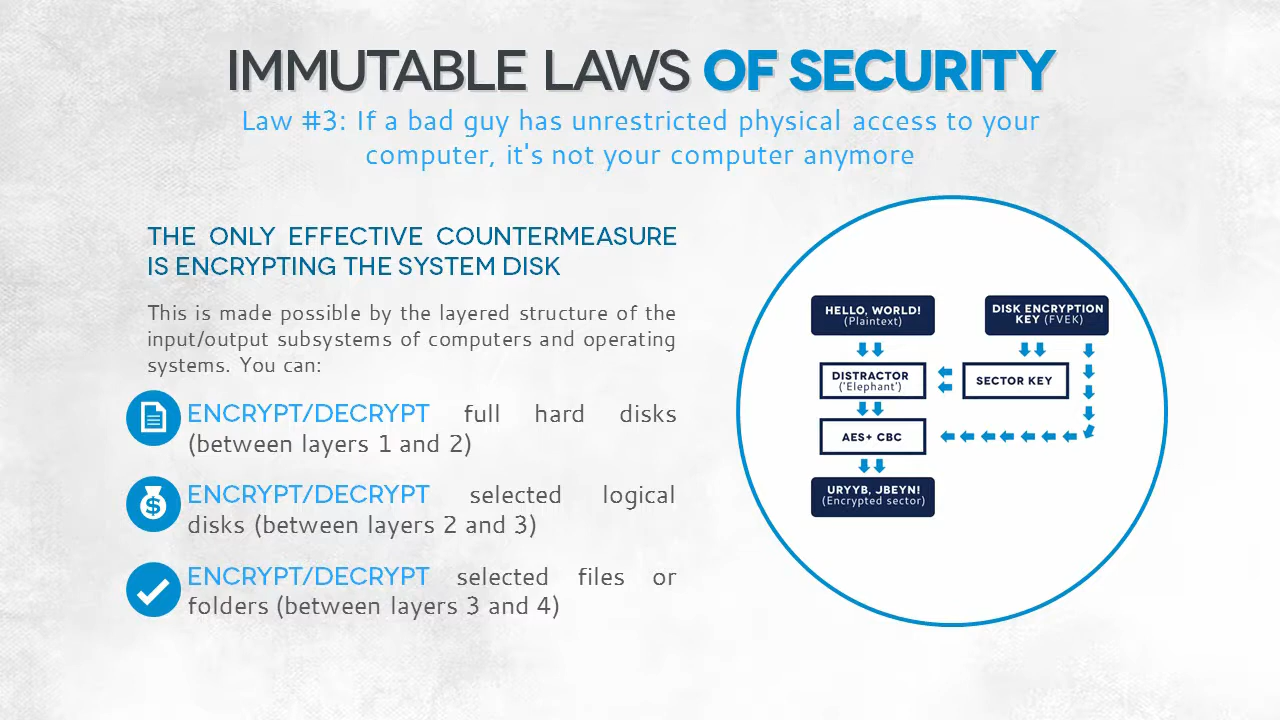 IMMUTABLE LAWS OF SECURITY
Law #3: If a bad guy has unrestricted physical access to your
computer, it's not your computer anymore
THE ONLY EFFECTIVE COUNTERMEASURE
IS ENCRYPTING THE SYSTEM DISK
This is made possible by the layered structure of the
input/output subsystems of computers and operating
systems. You can:
ENCRYPT/DECRYPT full hard disks
(between layers 1 and 2)
ENCRYPT/DECRYPT selected logical
disks (between layers 2 and 3)
ENCRYPT/DECRYPT selected files or
folders (between layers 3 and 4)
HELLO, WORLD!
(Plaintext)
DISK ENCRYPTION
KEY (FVEK)
DISTRACTOR
('Elephant')
SECTOR KEY
AES+ CBC
URYYB, JBEYN!
(Encrypted sector)